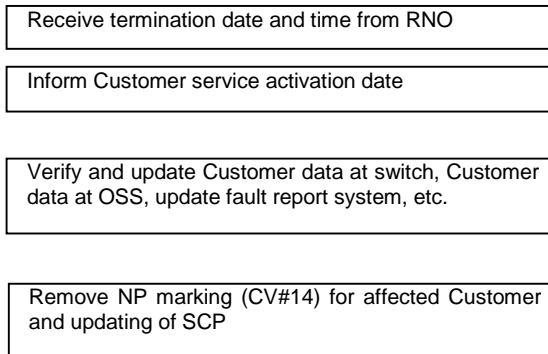 Receive termination date and time from RNO
Inform Customer service activation date
Verify and update Customer data at switch, Customer
data at OSS, update fault report system, etc.
Remove NP marking (CV#14) for affected Customer
and updating of SCP